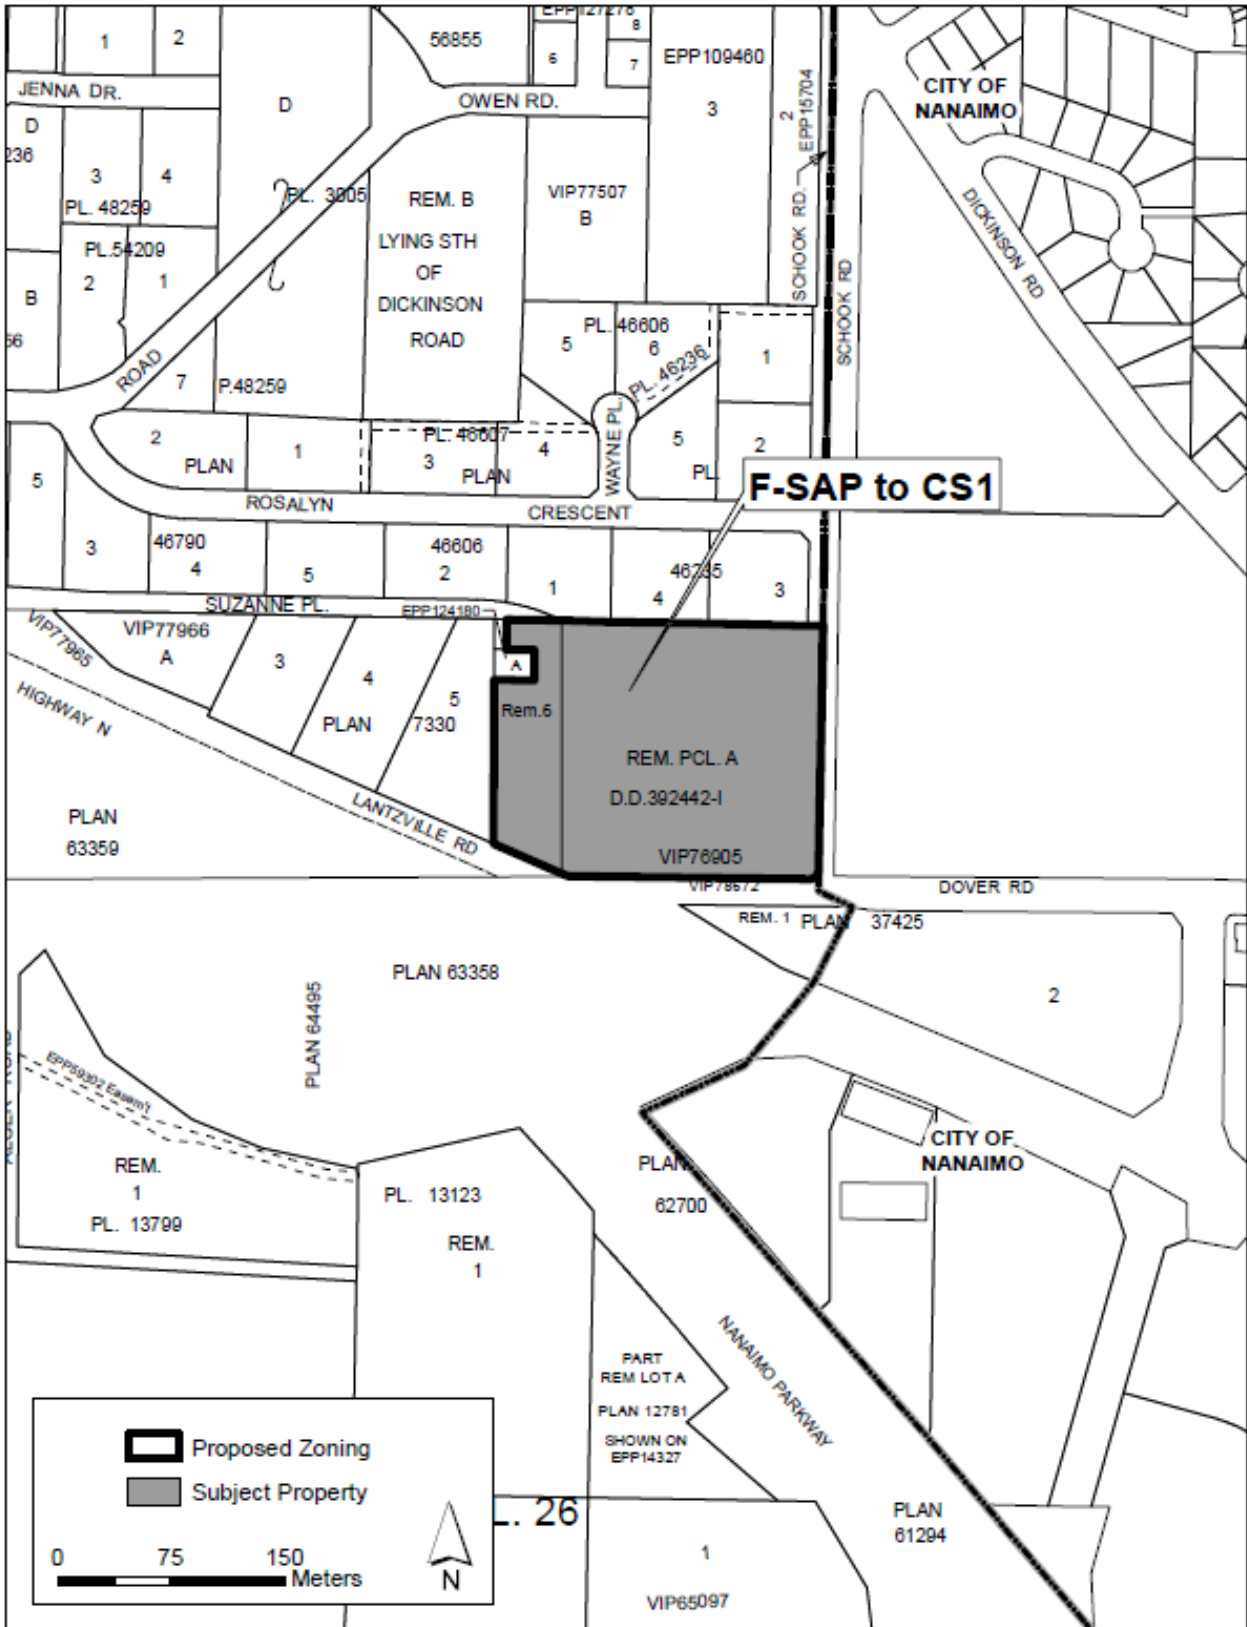 EPP127278
1
2
56855
6
8
7
EPP109460
3
JENNA DR.
D
OWEN RD.
2
EPP15704
CITY OF
NANAIMO
D
236
3
4
PL. 48259
PL. 3005
REM. B
LYING STH
OF
DICKINSON
ROAD
VIP77507
B
SCHOOK RD.
DICKINSON RD
PL.54209
2
1
B
66
SCHOOK RD
5
PL. 46606
6
1
PL. 46236
ROAD
7
P.48259
2
PLAN
1
PL. 46607
3
PLAN
4
WAYNE PL.
5
PL.
2
5
F-SAP to CS1
ROSALYN
CRESCENT
3
46790
4
5
46606
2
1
46235
4
3
SUZANNE PL.
EPP124180
VIP77965
VIP77966
A
3
4
5
PLAN
7330
A
Rem.6
HIGHWAY N
REM. PCL. A
D.D.392442-I
VIP76905
LANTZVILLE RD
PLAN
63359
VIP78672
DOVER RD
REM. 1
PLAN
37425
PLAN 63358
2
PLAN 64495
EPP59302 Easem't
REM.
1
PL. 13799
PL. 13123
REM.
1
PLAN
62700
CITY OF
NANAIMO
NANAIMO PARKWAY
PART
REM LOT A
PLAN 12781
SHOWN ON
EPP14327
PLAN
61294
L. 26
1
VIP65097
Proposed Zoning
Subject Property
0
75
150
Meters
N